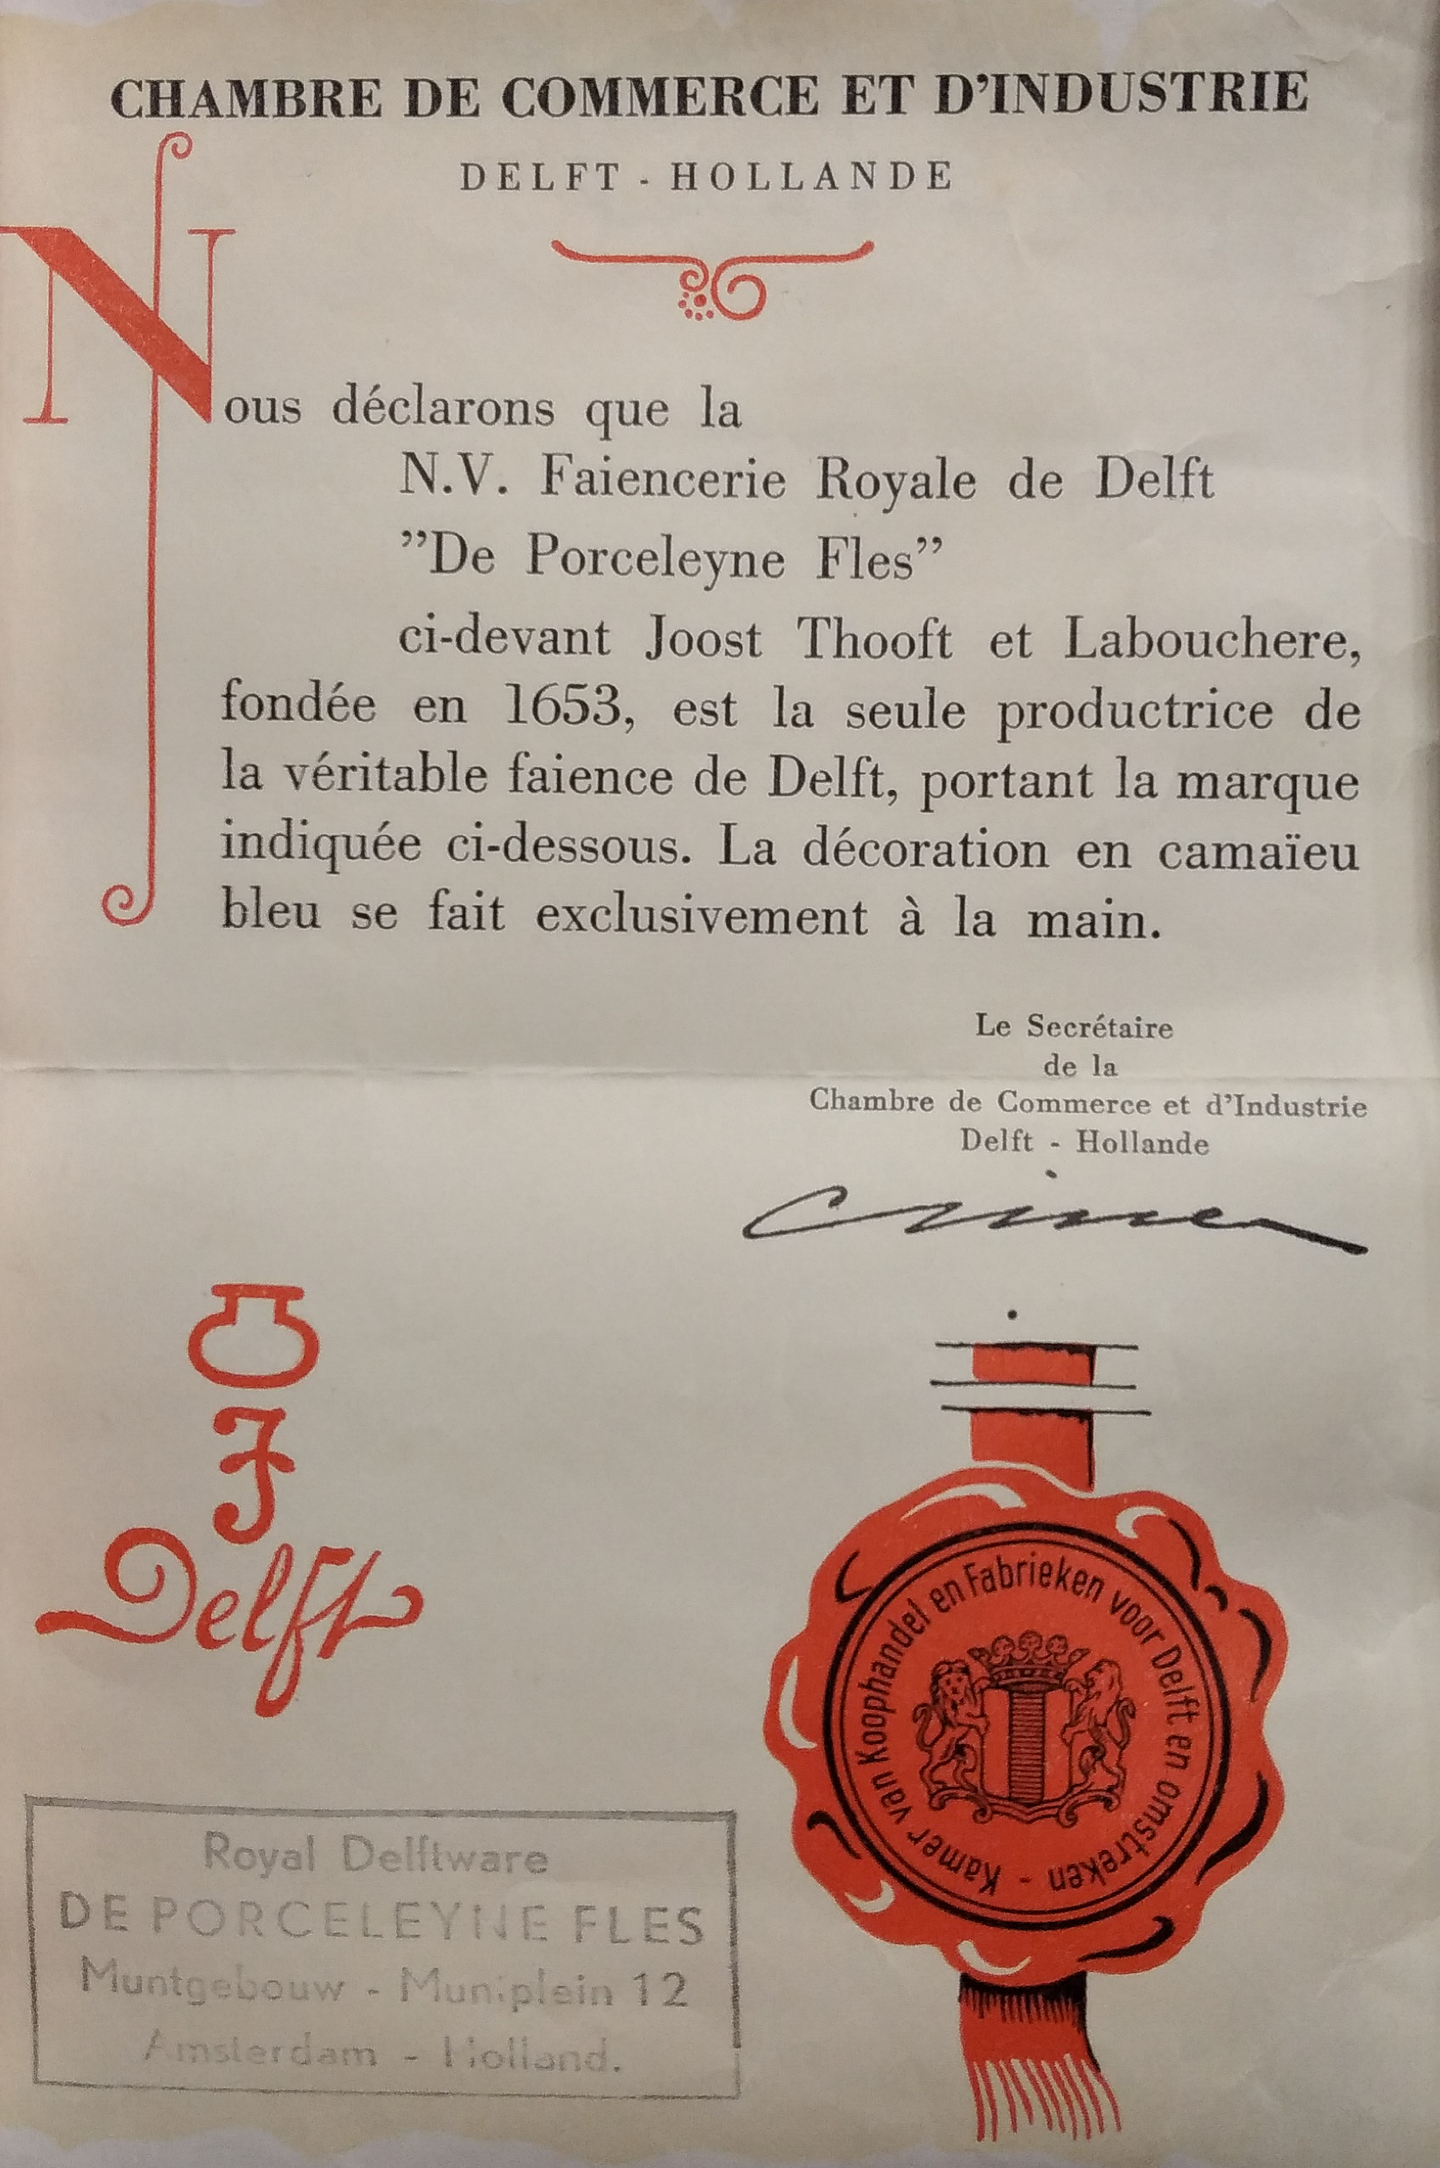 CHAMBRE DE COMMERCE ET D'INDUSTRIE
DELFT - HOLLANDE
Nous déclarons que la
N.V. Faiencerie Royale de Delft
”De Porceleyne Fles”
ci-devant Joost Thooft et Labouchere,
fondée en 1653, est la seule productrice de
la véritable faience de Delft, portant la marque
indiquée ci-dessous. La décoration en camaïeu
bleu se fait exclusivement à la main.
Le Secrétaire
de la
Chambre de Commerce et d'Industrie
Delft - Hollande
Delft
Kamer van Koophandel en Fabrieken voor Delft en omstreken -
Royal Delftware
DE PORCELEYNE FLES
Muntgebouw - Muntplein 12
Amsterdam - Holland.